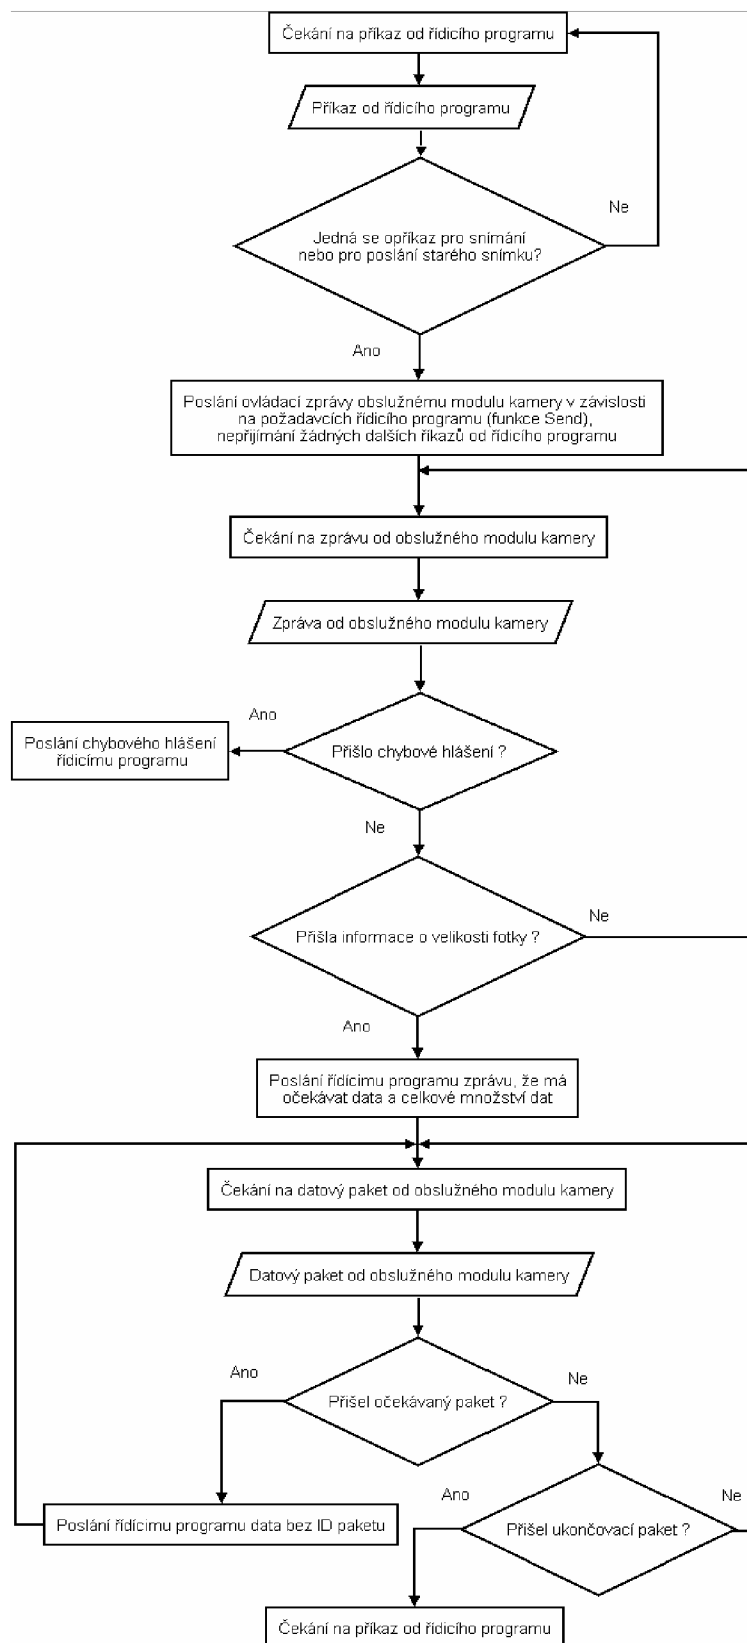 Čekání na příkaz od řídicího programu
Příkaz od řídicího programu
Ne
Jedná se opříkaz pro snímání
nebo pro poslání starého snímku?
Ano
Poslání ovládací zprávy obslužnému modulu kamery v závislosti
na požadavcích řídicího programu (funkce Send),
nepřijímání žádných dalších říkazů od řídicího programu
Čekání na zprávu od obslužného modulu kamery
Zpráva od obslužného modulu kamery
Ano
Poslání chybového hlášení
řídicímu programu
Přišlo chybové hlášení ?
Ne
Přišla informace o velikosti fotky ?
Ne
Ano
Poslání řídícimu programu zprávu, že má
očekávat data a celkové množství dat
Čekání na datový paket od obslužného modulu kamery
Datový paket od obslužného modulu kamery
Ano
Ne
Přišel očekávaný paket ?
Ano
Ne
Poslání řídícimu programu data bez ID paketu
Přišel ukončovací paket ?
Čekání na příkaz od řídicího programu